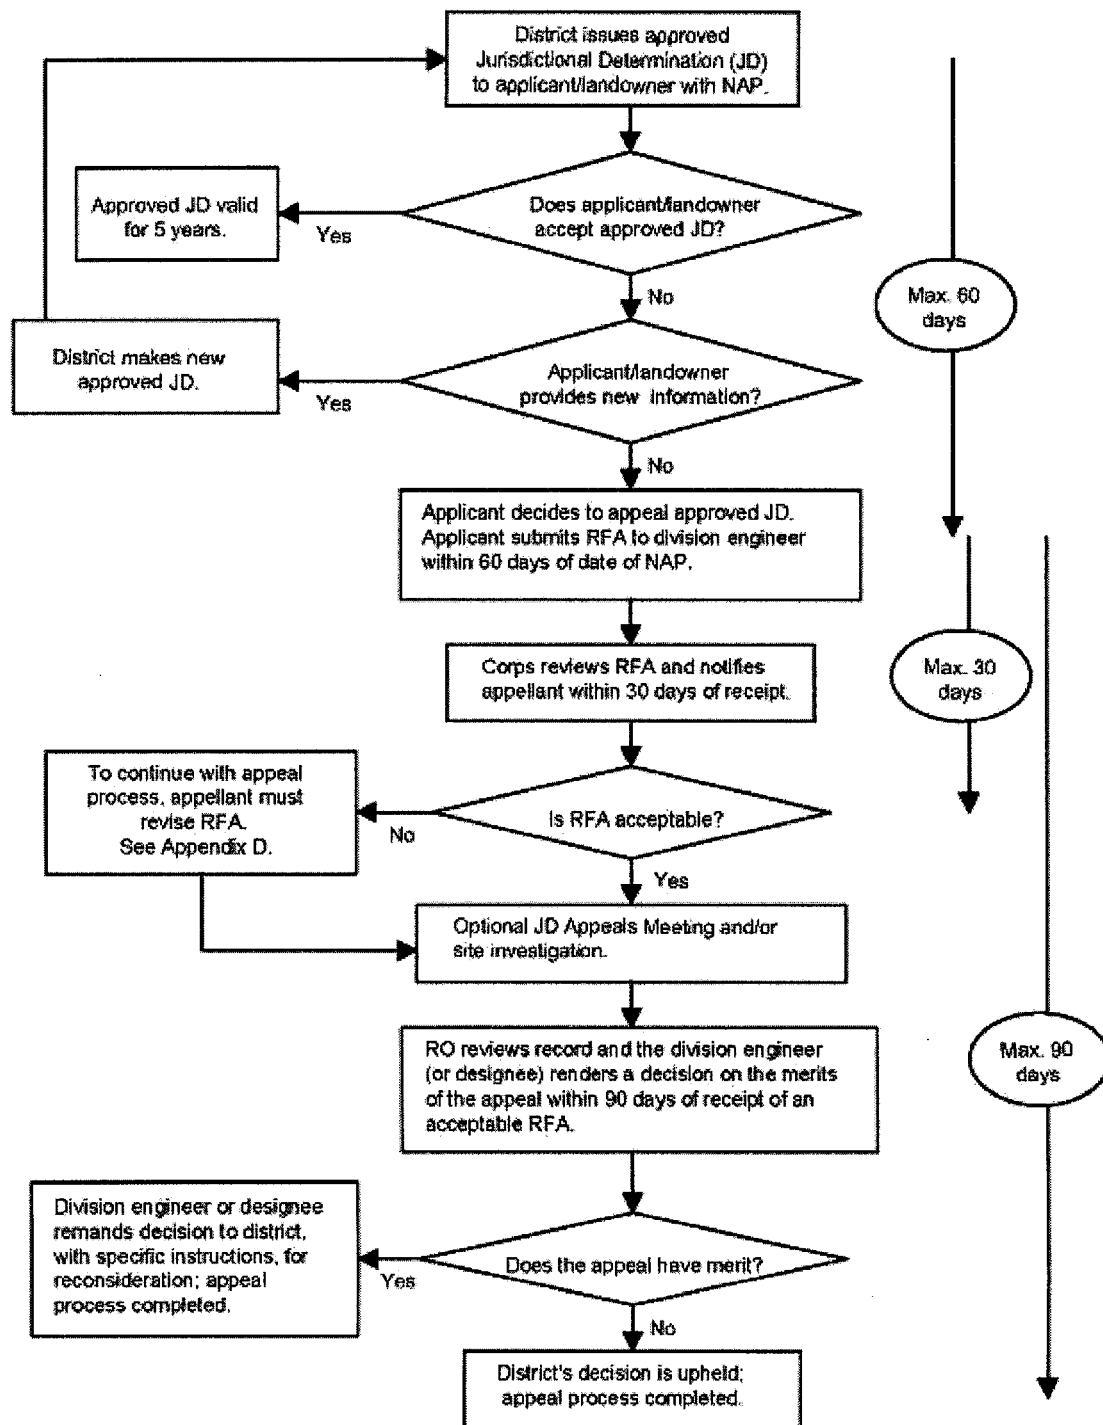 District issues approved
Jurisdictional Determination (JD)
to applicant/landowner with NAP.
Does applicant/landowner
accept approved JD?
Yes
Approved JD valid
for 5 years.
No
Max. 60
days
Applicant/landowner
provides new information?
Yes
District makes new
approved JD.
No
Applicant decides to appeal approved JD.
Applicant submits RFA to division engineer
within 60 days of date of NAP.
Corps reviews RFA and notifies
appellant within 30 days of receipt.
Max. 30
days
Is RFA acceptable?
No
To continue with appeal
process, appellant must
revise RFA.
See Appendix D.
Yes
Optional JD Appeals Meeting and/or
site investigation.
RO reviews record and the division engineer
(or designee) renders a decision on the merits
of the appeal within 90 days of receipt of an
acceptable RFA.
Max. 90
days
Does the appeal have merit?
Yes
Division engineer or designee
remands decision to district,
with specific instructions, for
reconsideration; appeal
process completed.
No
District's decision is upheld;
appeal process completed.